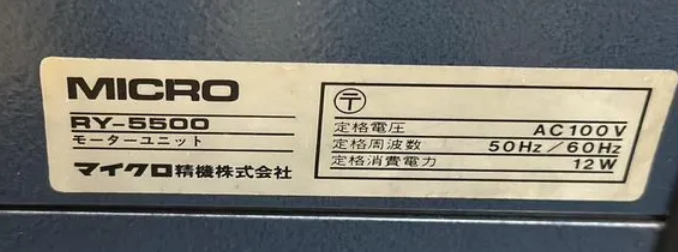 MICRO
RY-5500
モーターユニット
マイクロ精機株式会社
〒
定格電圧 AC100V
定格周波数 50Hz/60Hz
定格消費電力 12W